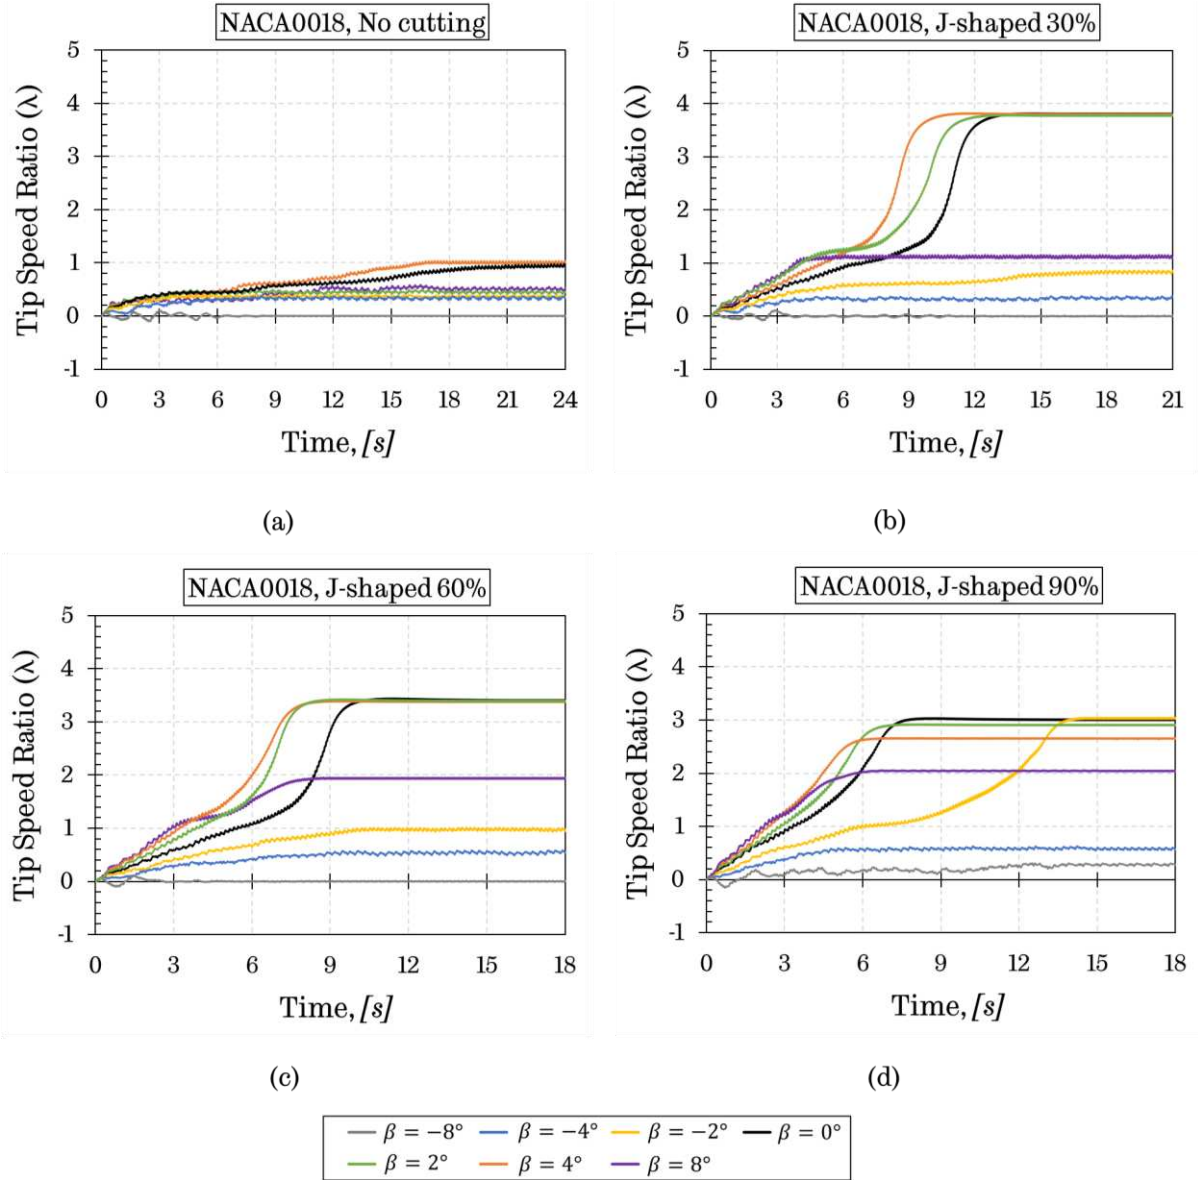 NACA0018, No cutting
Tip Speed Ratio (λ)
5
4
3
2
1
0
-1
0 3 6 9 12 15 18 21 24
Time, [s]
(a)
NACA0018, J-shaped 30%
Tip Speed Ratio (λ)
5
4
3
2
1
0
-1
0 3 6 9 12 15 18 21
Time, [s]
(b)
NACA0018, J-shaped 60%
Tip Speed Ratio (λ)
5
4
3
2
1
0
-1
0 3 6 9 12 15 18
Time, [s]
(c)
NACA0018, J-shaped 90%
Tip Speed Ratio (λ)
5
4
3
2
1
0
-1
0 3 6 9 12 15 18
Time, [s]
(d)
β = −8° β = −4° β = −2° β = 0°
β = 2° β = 4° β = 8°